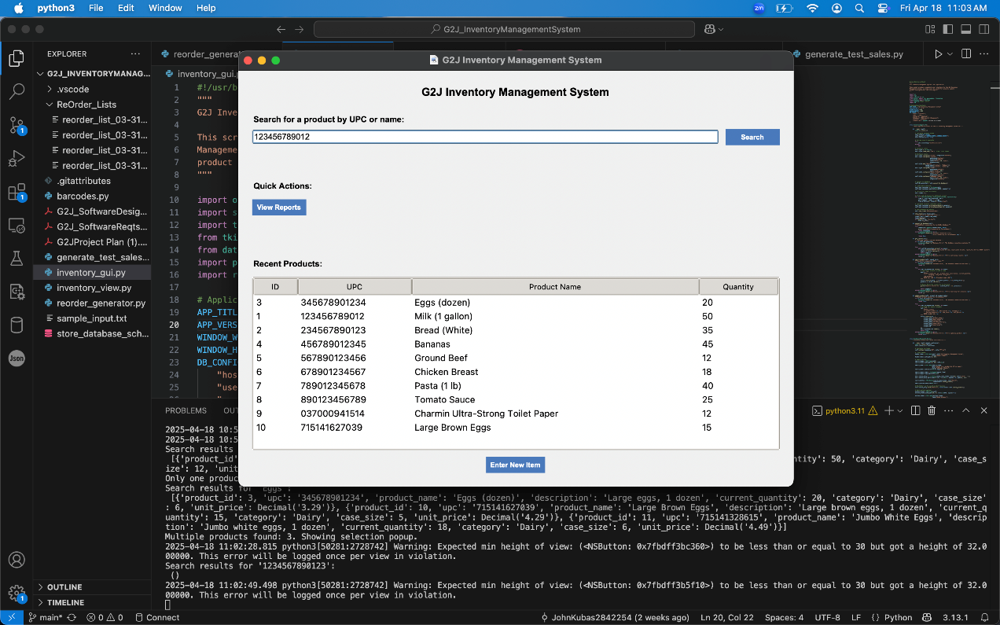 python3 File Edit Window Help zm Fri Apr 18 11:03 AM
G2J_InventoryManagementSystem
EXPLORER
G2J_INVENTORYMANAG...
.vscode
ReOrder_Lists
reorder_list_03-31...
reorder_list_03-31...
reorder_list_03-31...
reorder_list_03-31...
.gitattributes
barcodes.py
G2J_SoftwareDesig...
G2J_SoftwareReqts...
G2JProject Plan (1)....
generate_test_sales...
inventory_gui.py
inventory_view.py
reorder_generator.py
sample_input.txt
store_database_sch...
OUTLINE
TIMELINE
1
1
1
Json
reorder_genera
generate_test_sales.py
inventory_gui.p
1 #!/usr/b
2 """
3 G2J Inve
4
5 This scr
6 Manageme
7 product
8 """
9
10 import o
11 import s
12 import t
13 from tki
14 from dat
15 import p
16 import r
17
18 # Applic
19 APP_TITL
20 APP_VERS
21 WINDOW_W
22 WINDOW_H
23 DB_CONFI
24 "hos
25 "use
G2J Inventory Management System
G2J Inventory Management System
Search for a product by UPC or name:
123456789012 Search
Quick Actions:
View Reports
Recent Products:
ID UPC Product Name Quantity
3 345678901234 Eggs (dozen) 20
1 123456789012 Milk (1 gallon) 50
2 234567890123 Bread (White) 35
4 456789012345 Bananas 45
5 567890123456 Ground Beef 12
6 678901234567 Chicken Breast 18
7 789012345678 Pasta (1 lb) 40
8 890123456789 Tomato Sauce 25
9 037000941514 Charmin Ultra-Strong Toilet Paper 12
10 715141627039 Large Brown Eggs 15
Enter New Item
PROBLEMS OUT python3.11
2025-04-18 10:5
2025-04-18 10:5
Search results
[{'product_id' ntity': 50, 'category': 'Dairy', 'case_s
ize': 12, 'unit
Only one produc
Search results for 'Eggs':
[{'product_id': 3, 'upc': '345678901234', 'product_name': 'Eggs (dozen)', 'description': 'Large eggs, 1 dozen', 'current_quantity': 20, 'category': 'Dairy', 'case_size'
: 6, 'unit_price': Decimal('3.29')}, {'product_id': 10, 'upc': '715141627039', 'product_name': 'Large Brown Eggs', 'description': 'Large brown eggs, 1 dozen', 'current_q
uantity': 15, 'category': 'Dairy', 'case_size': 5, 'unit_price': Decimal('4.29')}, {'product_id': 11, 'upc': '715141328615', 'product_name': 'Jumbo White Eggs', 'descrip
tion': 'Jumbo white eggs, 1 dozen', 'current_quantity': 18, 'category': 'Dairy', 'case_size': 6, 'unit_price': Decimal('4.49')}]
Multiple products found: 3. Showing selection popup.
2025-04-18 11:02:28.815 python3[50281:2728742] Warning: Expected min height of view: (<NSButton: 0x7fbdff3bc360>) to be less than or equal to 30 but got a height of 32.0
00000. This error will be logged once per view in violation.
Search results for '1234567890123':
()
2025-04-18 11:02:49.498 python3[50281:2728742] Warning: Expected min height of view: (<NSButton: 0x7fbdff3b5f10>) to be less than or equal to 30 but got a height of 32.0
00000. This error will be logged once per view in violation.
main* 0 0 Connect JohnKubas2842254 (2 weeks ago) Ln 20, Col 22 Spaces: 4 UTF-8 LF {} Python 3.13.1